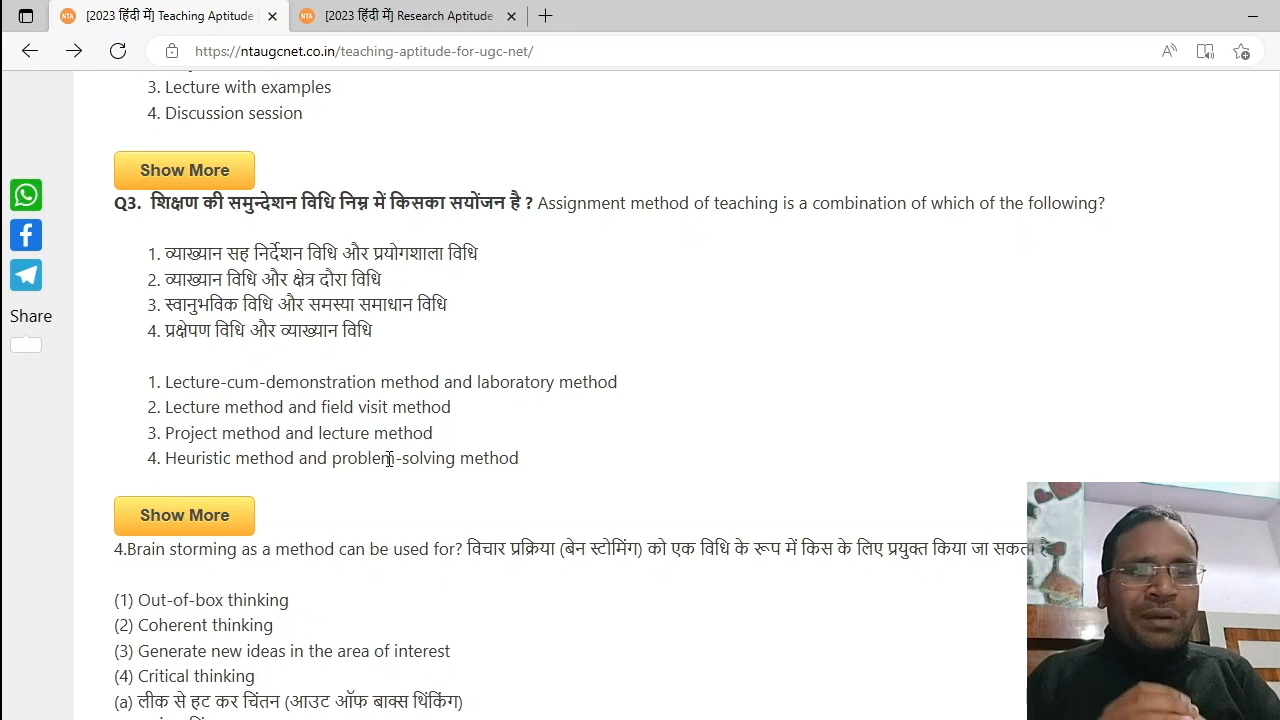 [2023 हिंदी में] Teaching Aptitude
[2023 हिंदी में] Research Aptitude
https://ntaugcnet.co.in/teaching-aptitude-for-ugc-net/
3. Lecture with examples
4. Discussion session
Show More
Q3. शिक्षण की समुन्देशन विधि निम्न में किसका सयोंजन है ? Assignment method of teaching is a combination of which of the following?
1. व्याख्यान सह निर्देशन विधि और प्रयोगशाला विधि
2. व्याख्यान विधि और क्षेत्र दौरा विधि
3. स्वानुभविक विधि और समस्या समाधान विधि
4. प्रक्षेपण विधि और व्याख्यान विधि
Share
1. Lecture-cum-demonstration method and laboratory method
2. Lecture method and field visit method
3. Project method and lecture method
4. Heuristic method and problem-solving method
Show More
4.Brain storming as a method can be used for? विचार प्रक्रिया (बेन स्टोमिंग) को एक विधि के रूप में किस के लिए प्रयुक्त किया जा सकता है
(1) Out-of-box thinking
(2) Coherent thinking
(3) Generate new ideas in the area of interest
(4) Critical thinking
(a) लीक से हट कर चिंतन (आउट ऑफ बाक्स थिंकिंग)